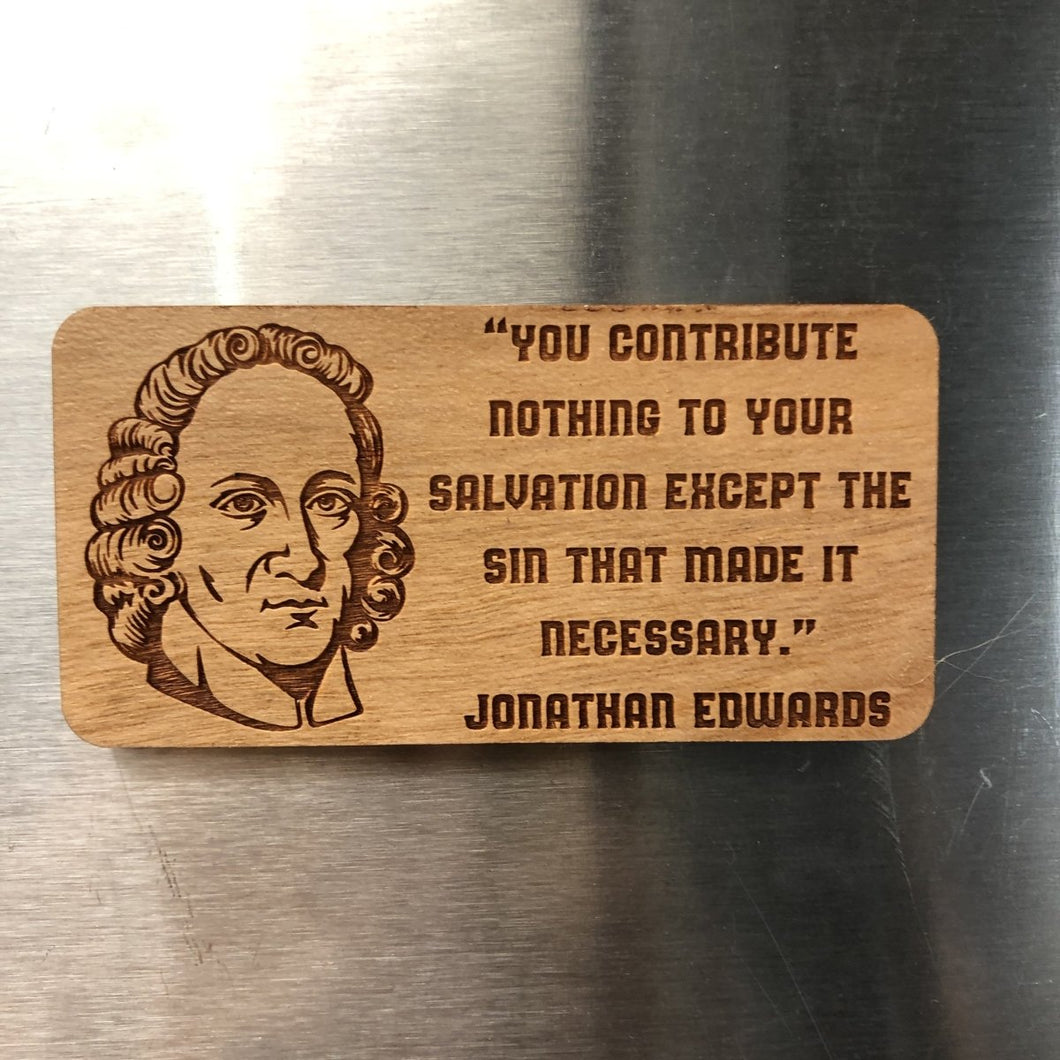 “YOU CONTRIBUTE
NOTHING TO YOUR
SALVATION EXCEPT THE
SIN THAT MADE IT
NECESSARY.”
JONATHAN EDWARDS